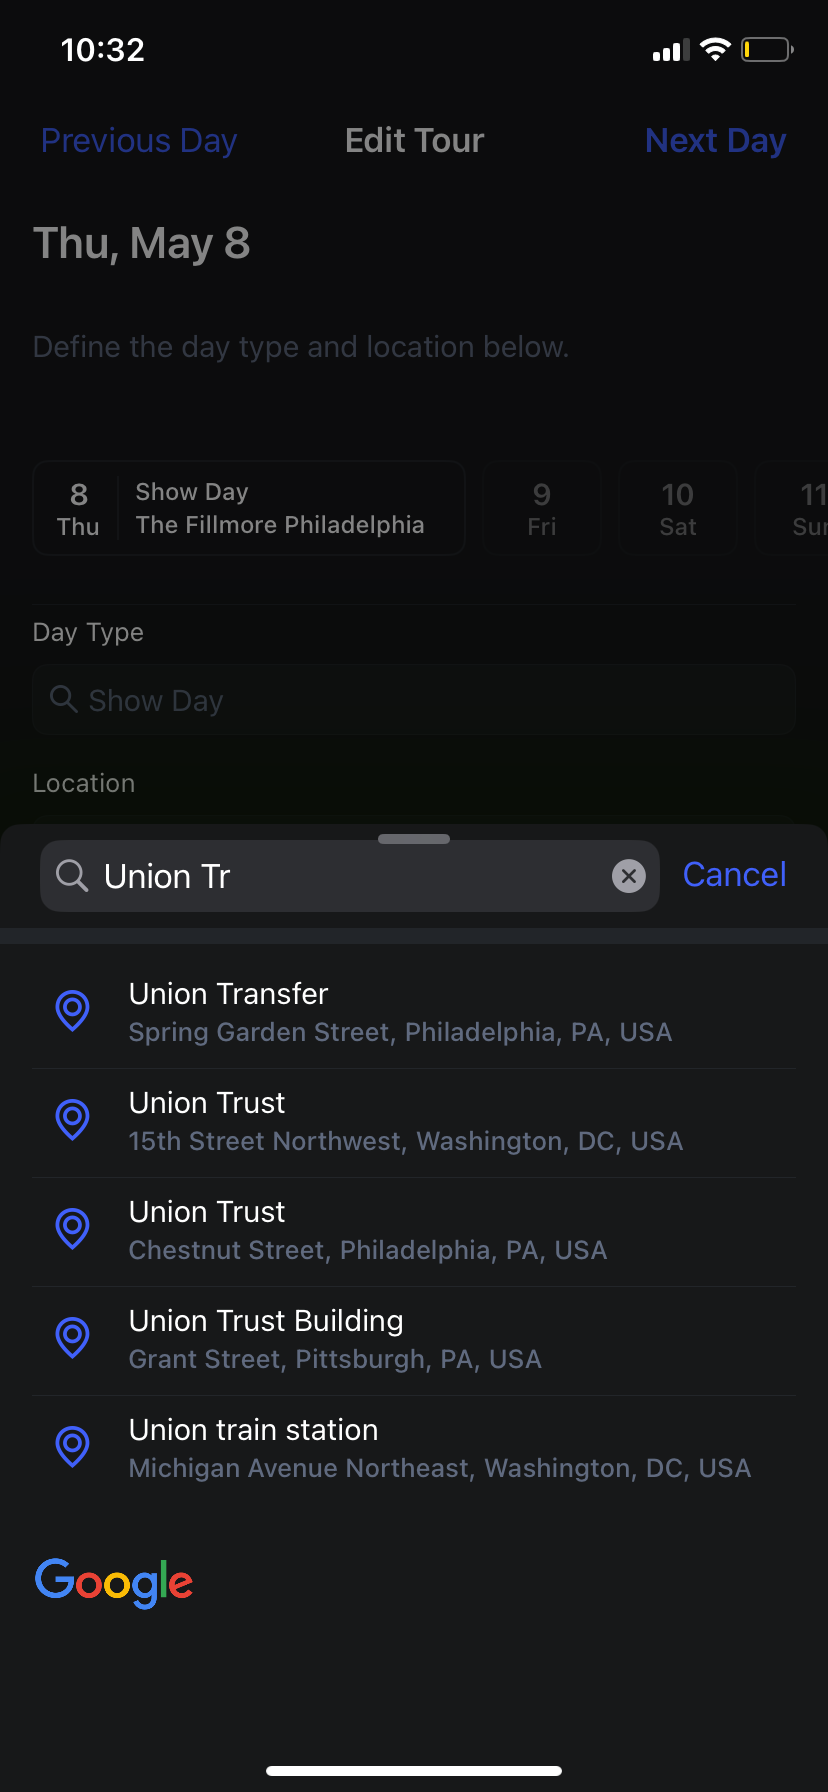 10:32
Previous Day
Edit Tour
Next Day
Thu, May 8
Define the day type and location below.
8
Thu
Show Day
The Fillmore Philadelphia
9
Fri
10
Sat
11
Sun
Day Type
Show Day
Location
Union Tr
Cancel
Union Transfer
Spring Garden Street, Philadelphia, PA, USA
Union Trust
15th Street Northwest, Washington, DC, USA
Union Trust
Chestnut Street, Philadelphia, PA, USA
Union Trust Building
Grant Street, Pittsburgh, PA, USA
Union train station
Michigan Avenue Northeast, Washington, DC, USA
Google